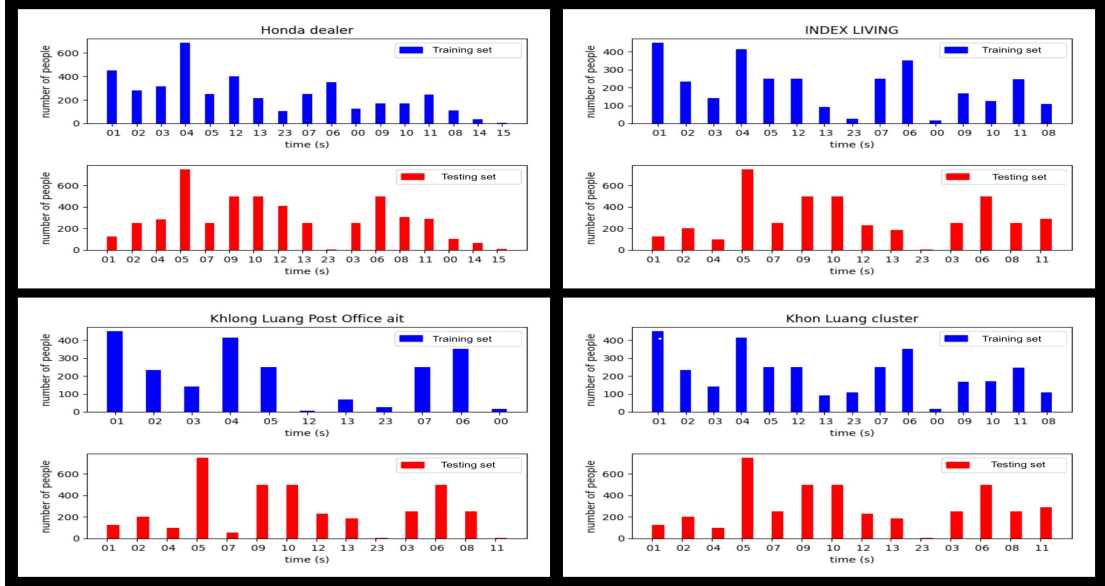 Honda dealer
number of people
600
400
200
0
Training set
01 02 03 04 05 12 13 23 07 06 00 09 10 11 08 14 15
time (s)
number of people
600
400
200
0
Testing set
01 02 04 05 07 09 10 12 13 23 03 06 08 11 00 14 15
time (s)
INDEX LIVING
number of people
400
300
200
100
0
Training set
01 02 03 04 05 12 13 23 07 06 00 09 10 11 08
time (s)
number of people
600
400
200
0
Testing set
01 02 04 05 07 09 10 12 13 23 03 06 08 11
time (s)
Khlong Luang Post Office ait
number of people
400
300
200
100
0
Training set
01 02 03 04 05 12 13 23 07 06 00
time (s)
number of people
600
400
200
0
Testing set
01 02 04 05 07 09 10 12 13 23 03 06 08 11
time (s)
Khon Luang cluster
number of people
400
300
200
100
0
Training set
01 02 03 04 05 12 13 23 07 06 00 09 10 11 08
time (s)
number of people
600
400
200
0
Testing set
01 02 04 05 07 09 10 12 13 23 03 06 08 11
time (s)